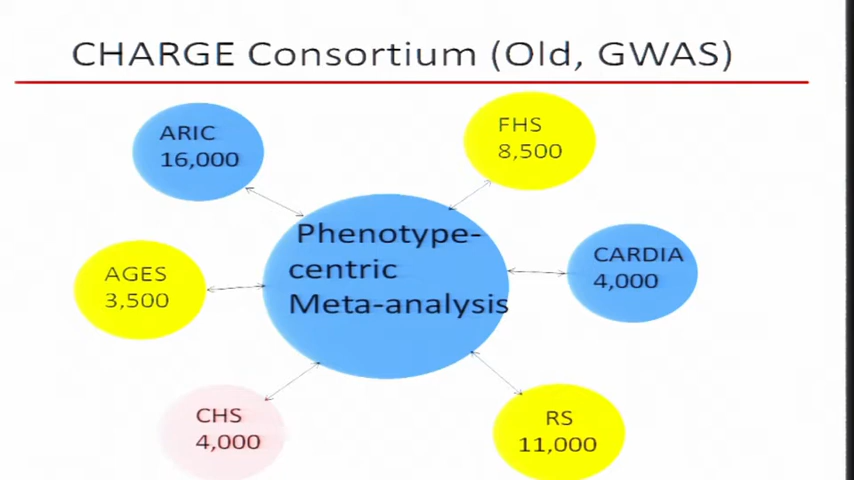 CHARGE Consortium (Old, GWAS)
ARIC
16,000
FHS
8,500
Phenotype-
centric
Meta-analysis
CARDIA
4,000
AGES
3,500
CHS
4,000
RS
11,000